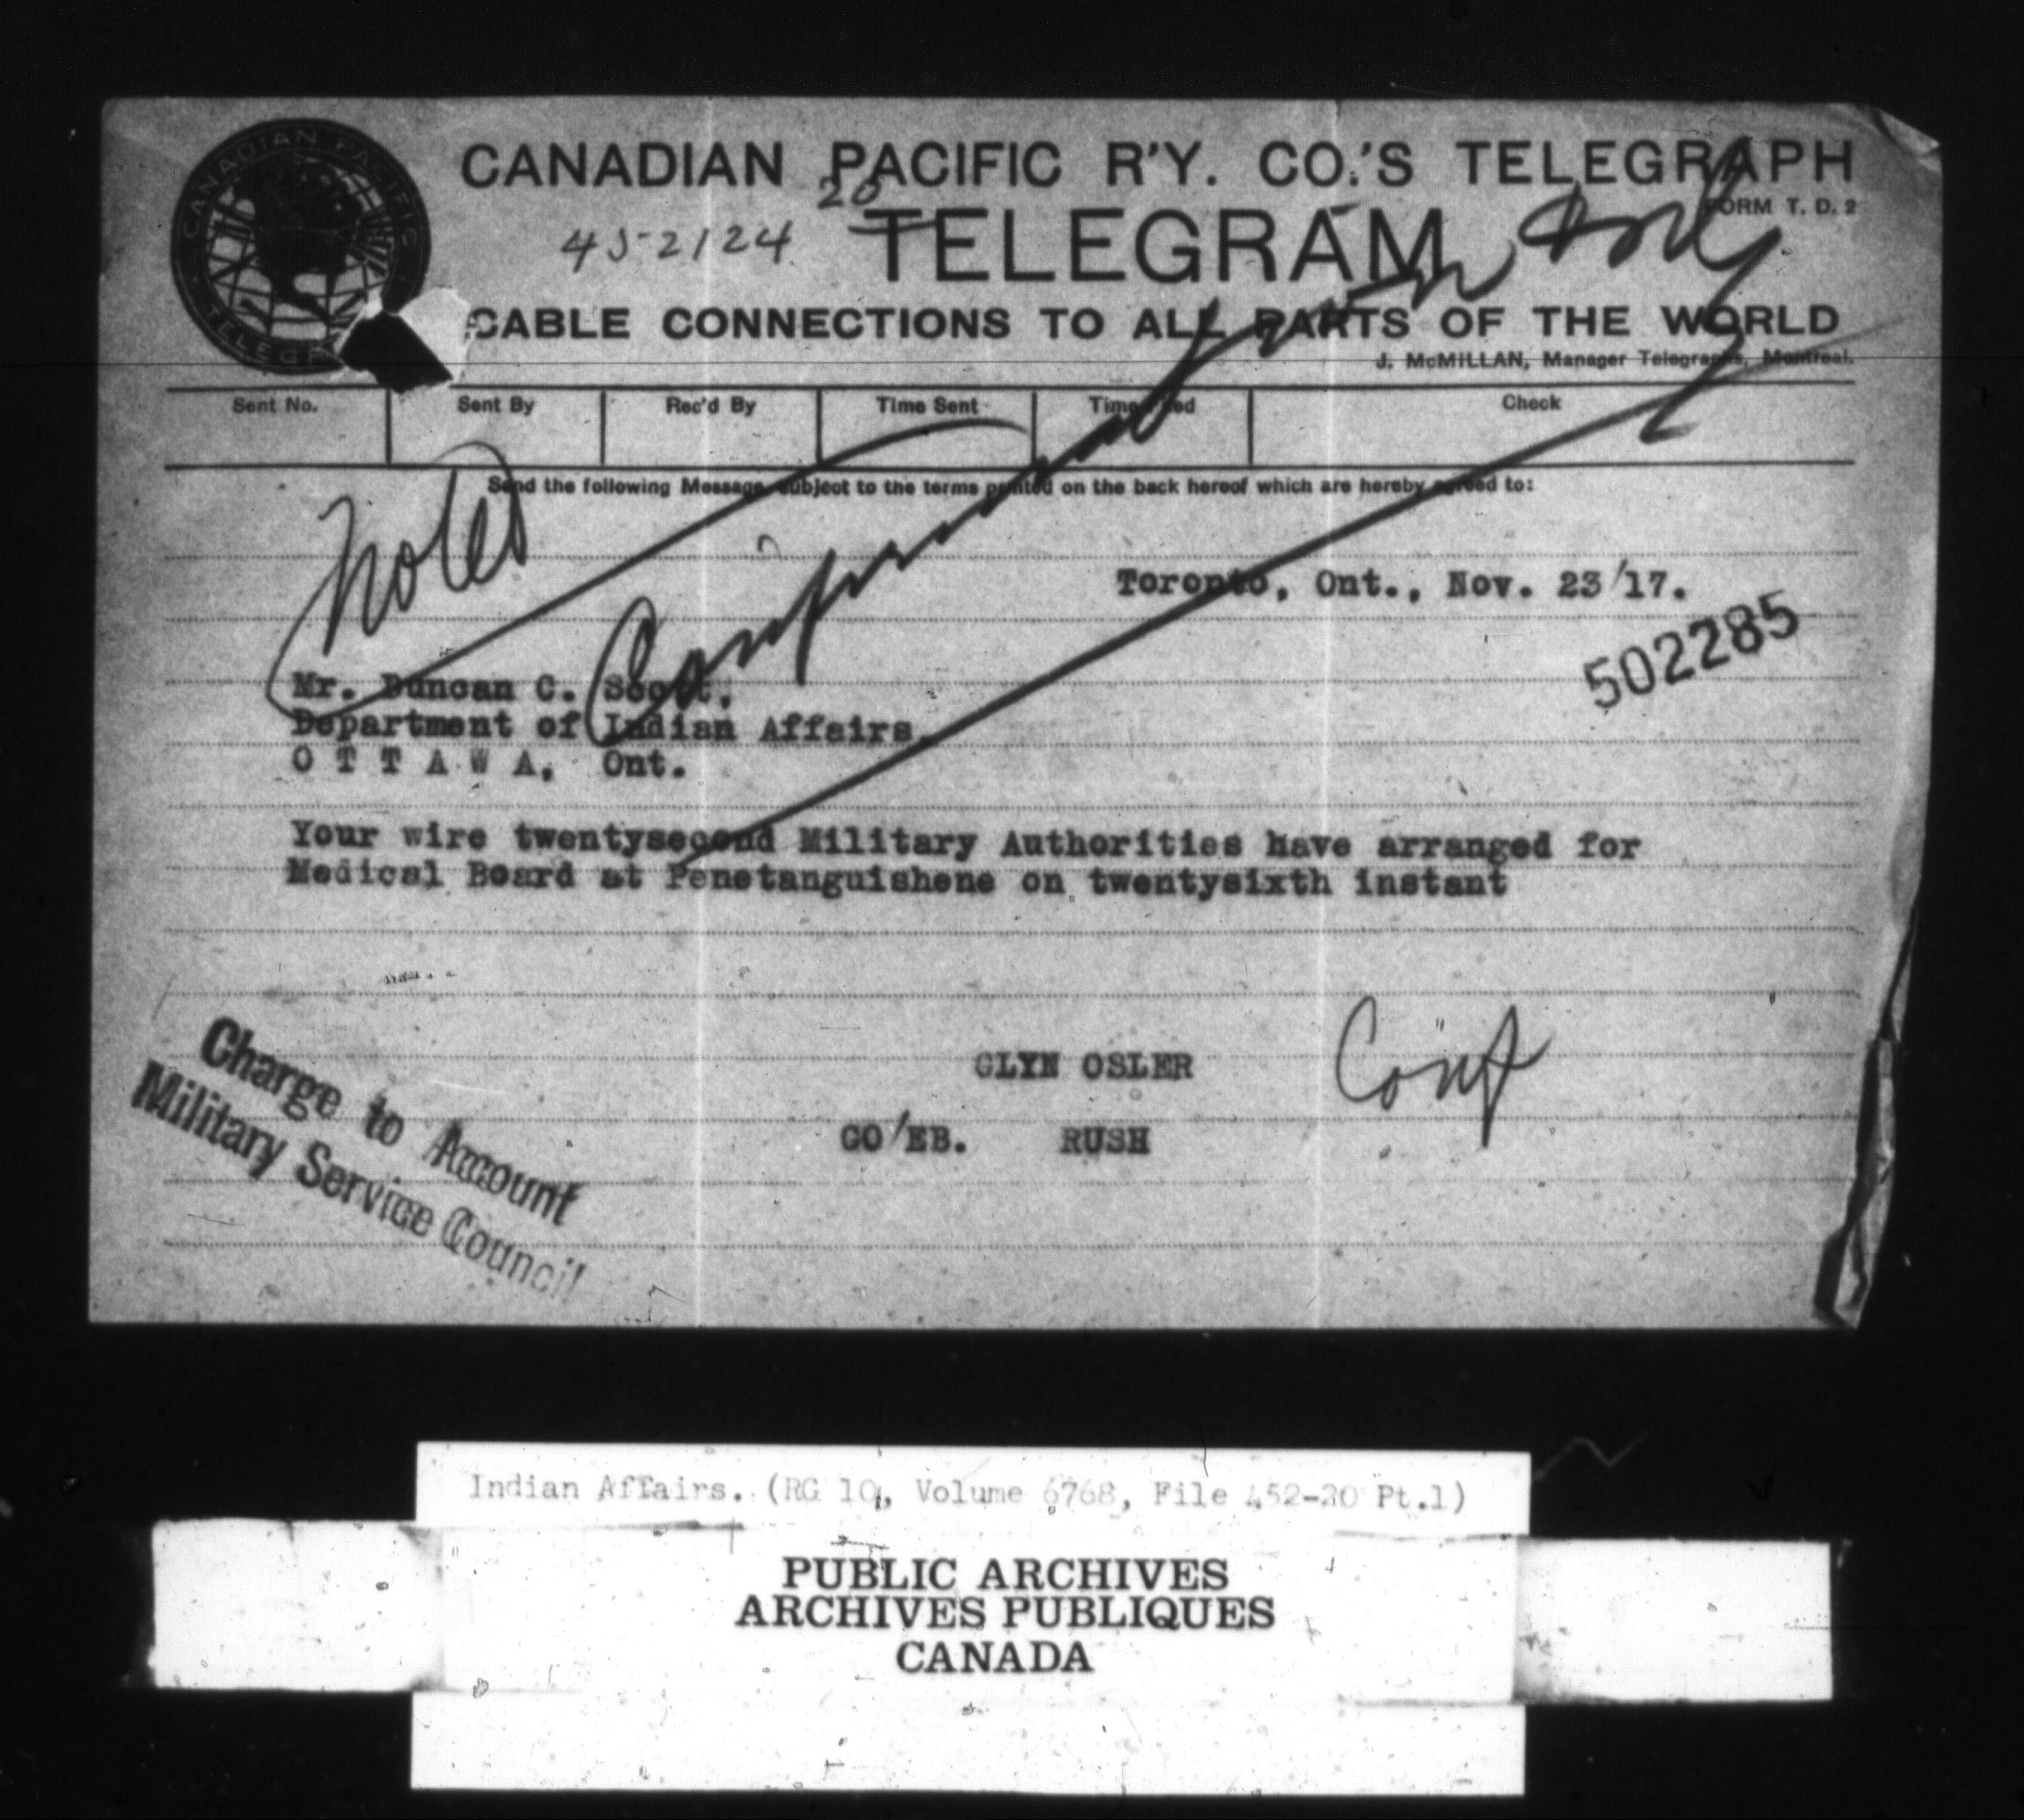 CANADIAN PACIFIC R'Y. CO.'S TELEGRAPH
20
452124
TELEGRAM
FORM T. D. 2
CABLE CONNECTIONS TO ALL PARTS OF THE WORLD
J. McMILLAN, Manager Telegraphs, Montreal.
CANADIAN PACIFIC
Sent No. Sent By Rec'd By Time Sent Time Check
Send the following Message, subject to the terms printed on the back hereof which are hereby agreed to:
Noted
Toronto, Ont., Nov. 23/17.
502285
Mr. Duncan C. Scott,
Department of Indian Affairs,
O T T A W A, Ont.
Your wire twentysecond Military Authorities have arranged for
Medical Board at Penetanguishene on twentysixth instant
GLYN OSLER
GO/EB. RUSH
Charge to Account
Military Service Council
Indian Affairs. (RG 10, Volume 6768, File 452-20 Pt.1)
PUBLIC ARCHIVES
ARCHIVES PUBLIQUES
CANADA